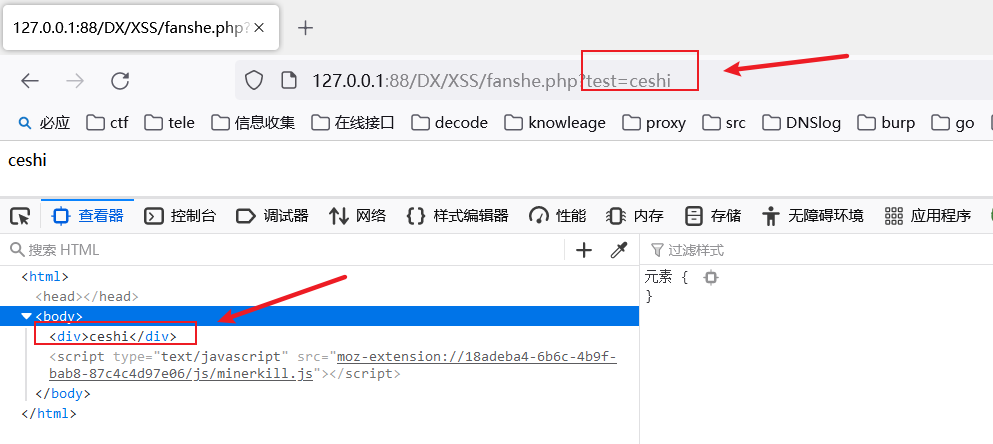 127.0.0.1:88/DX/XSS/fanshe.php?
127.0.0.1:88/DX/XSS/fanshe.php?test=ceshi
必应 ctf tele 信息收集 在线接口 decode knowleage proxy src DNSlog burp go
ceshi
查看器 控制台 调试器 网络 样式编辑器 性能 内存 存储 无障碍环境 应用程序
搜索 HTML 过滤样式
<html> 元素 {
<head></head> }
<body>
<div>ceshi</div>
<script type="text/javascript" src="moz-extension://18adeba4-6b6c-4b9f-
bab8-87c4c4d97e06/js/minerkill.js"></script>
</body>
</html>